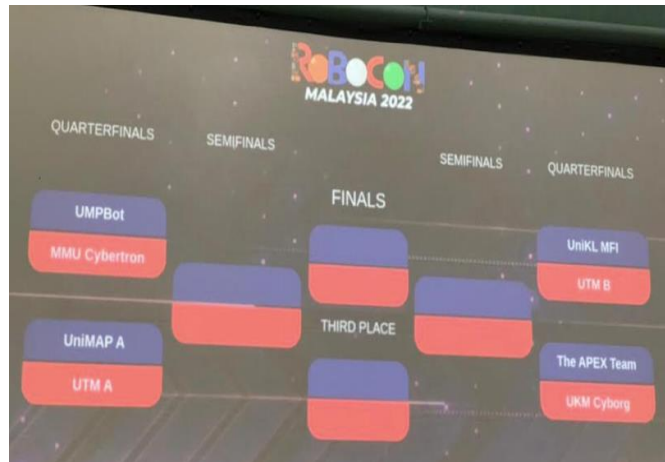 ROBOCON
MALAYSIA 2022
QUARTERFINALS
SEMIFINALS
FINALS
SEMIFINALS
QUARTERFINALS
UMPBot
MMU Cybertron
UniMAP A
UTM A
THIRD PLACE
UniKL MFI
UTM B
The APEX Team
UKM Cyborg